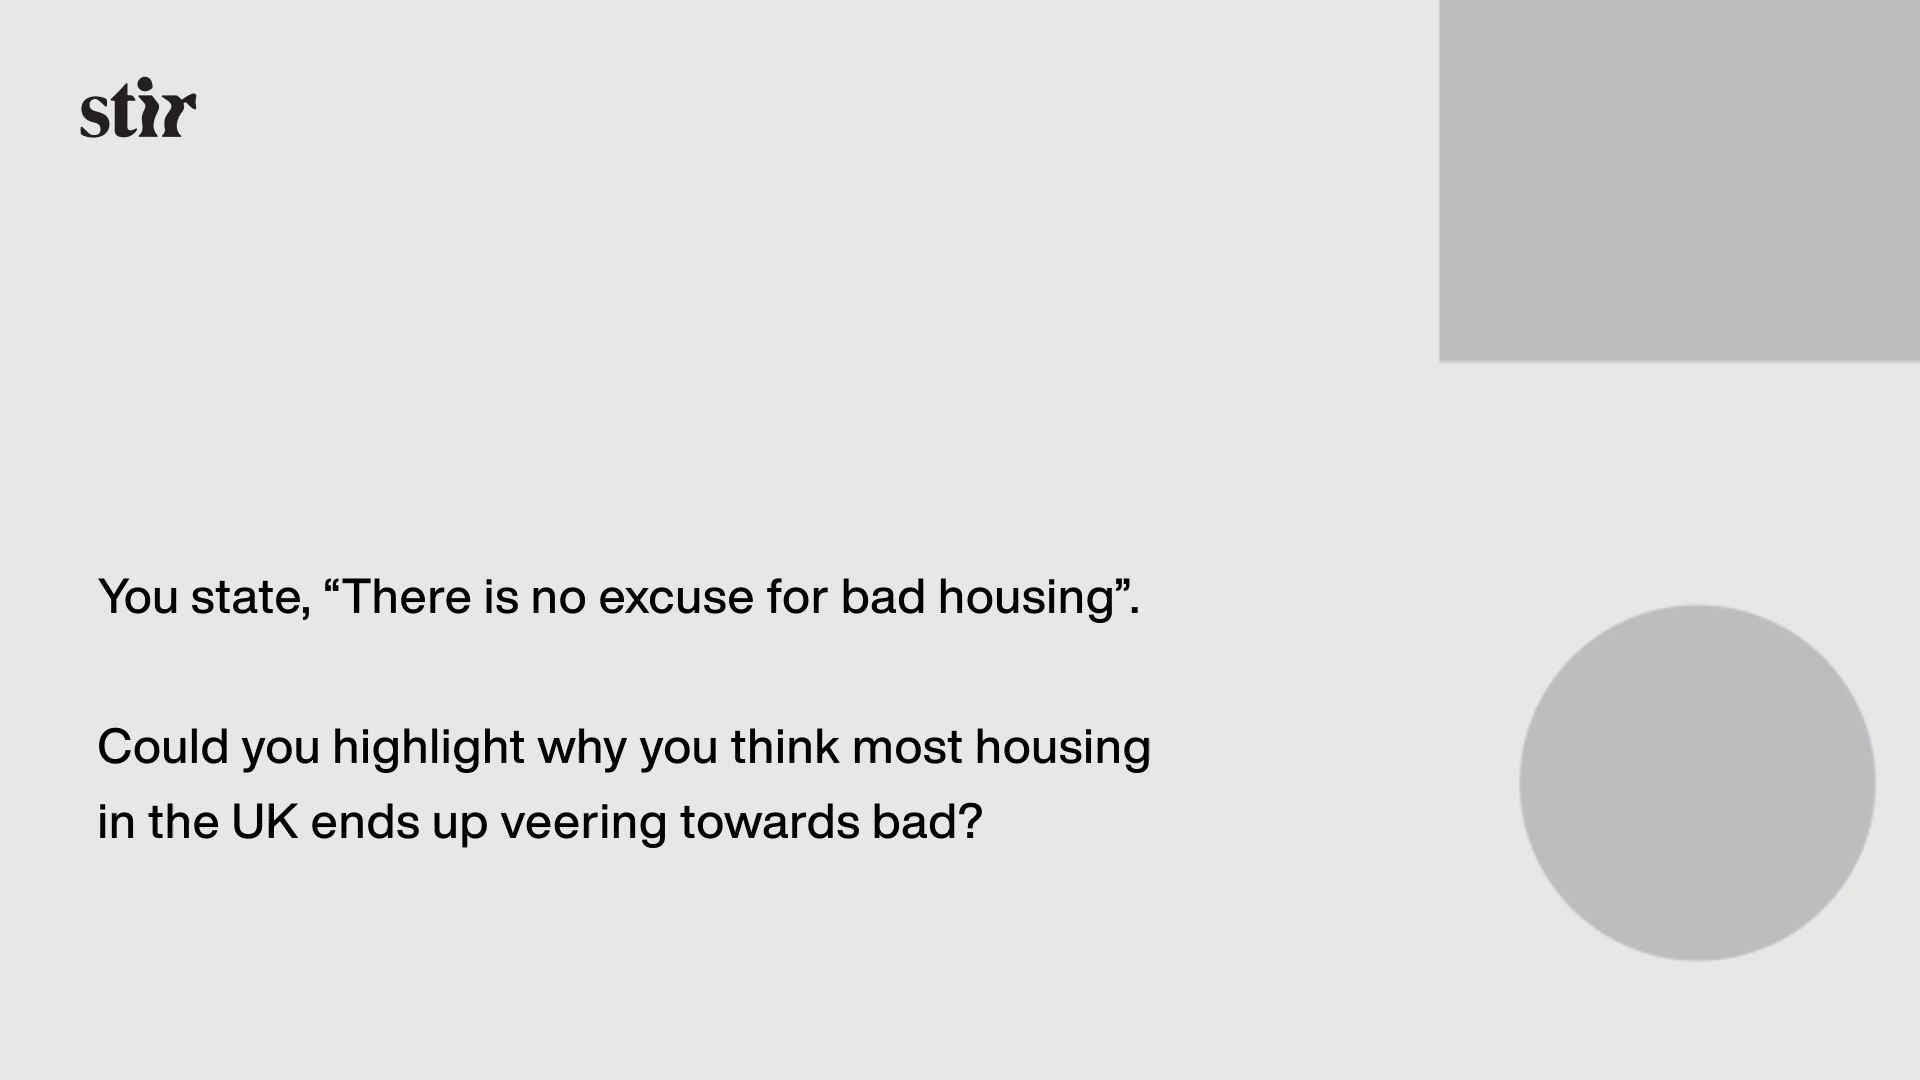 stir
You state, “There is no excuse for bad housing”.
Could you highlight why you think most housing
in the UK ends up veering towards bad?